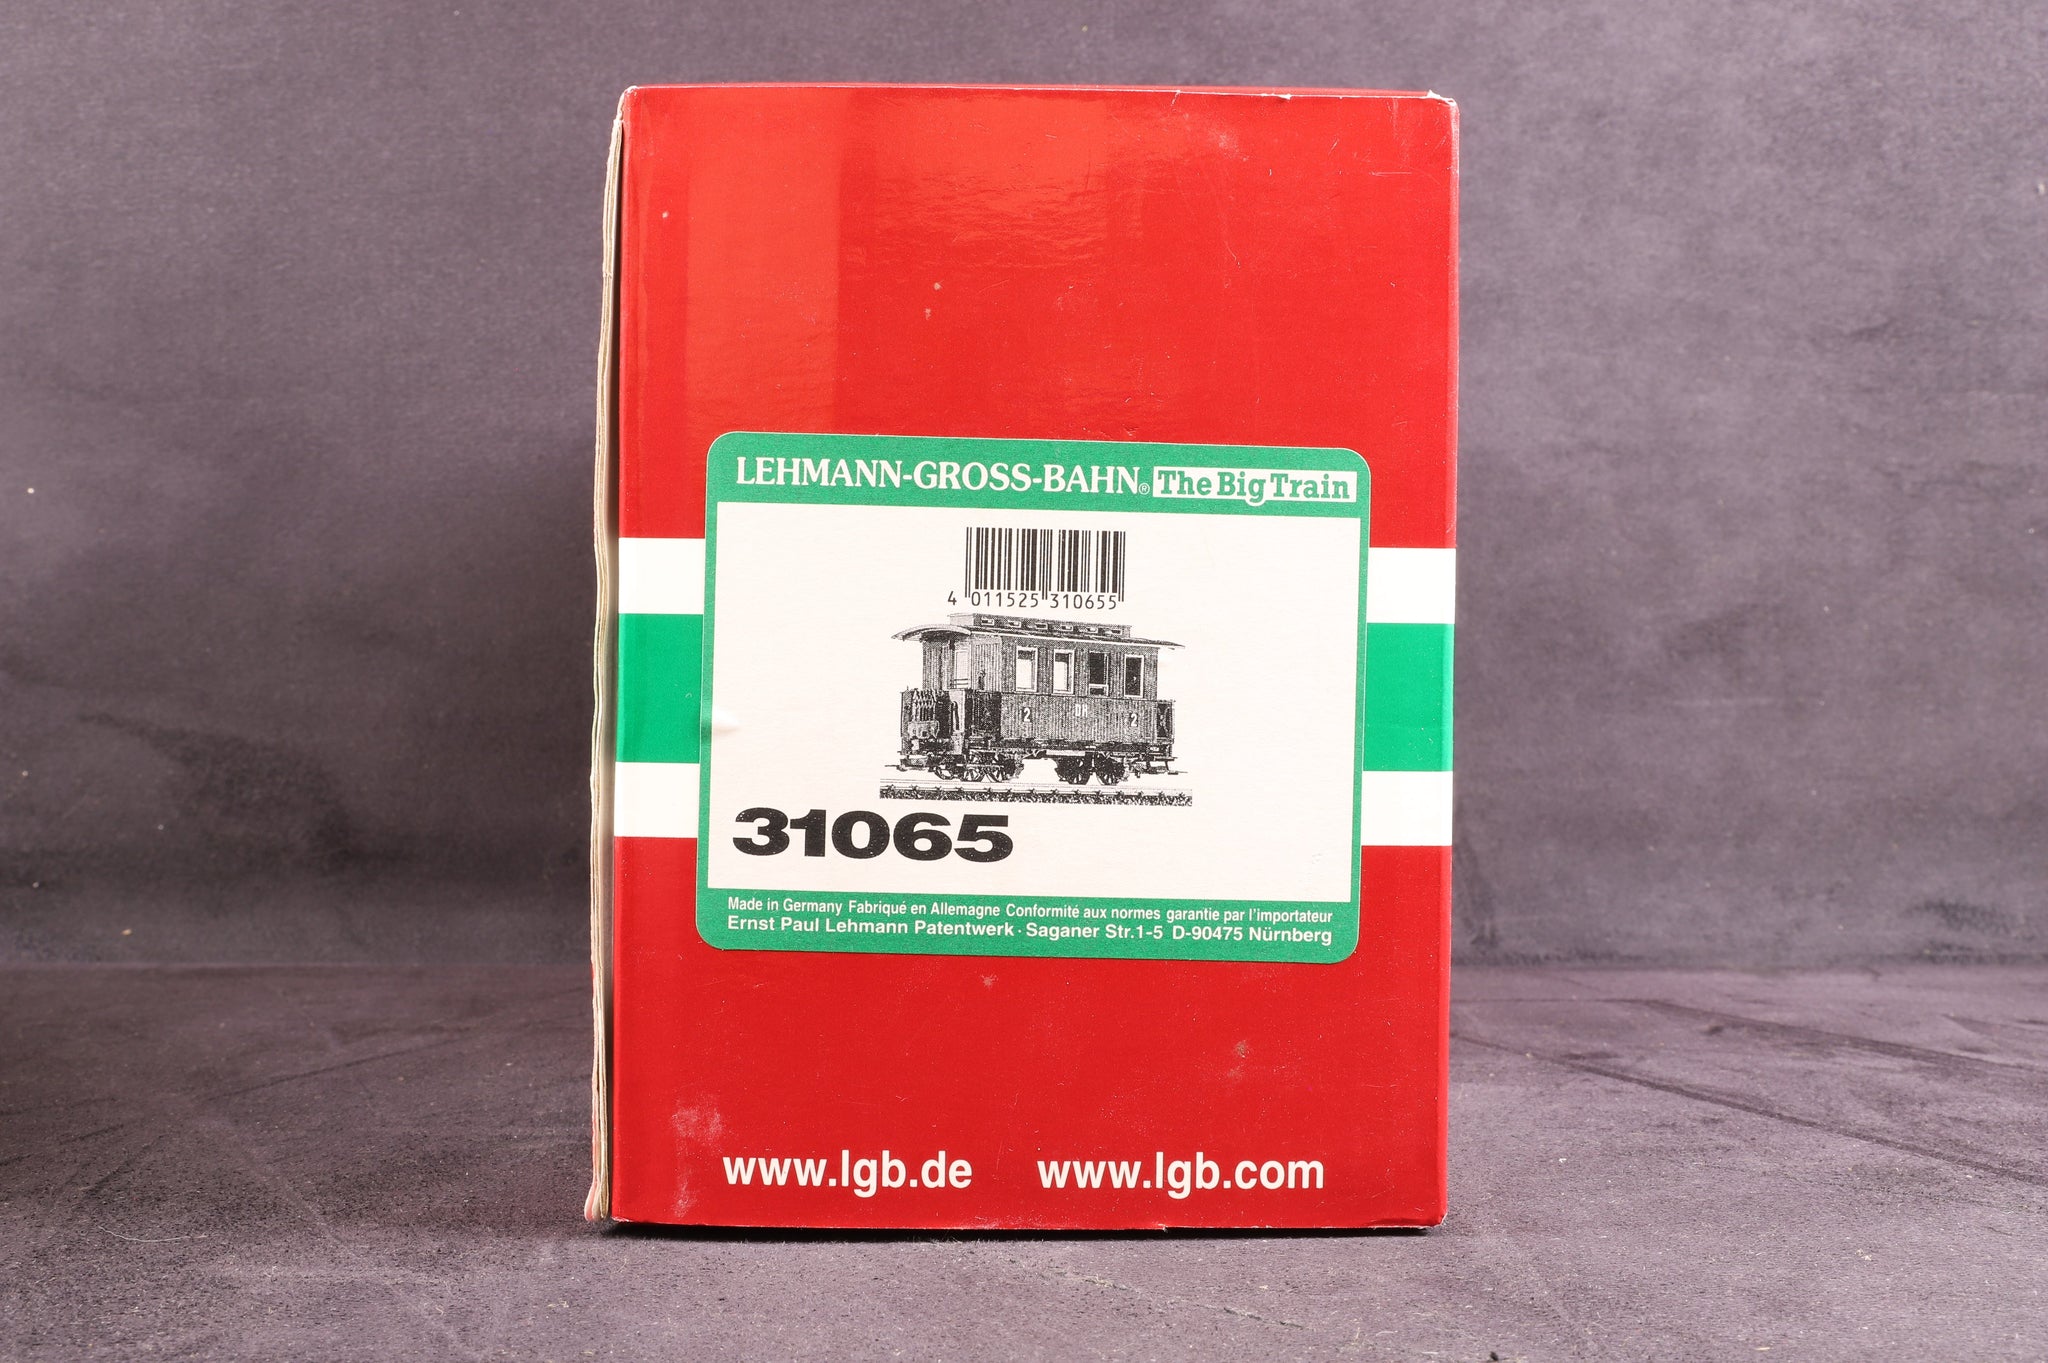 LEHMANN-GROSS-BAHN® The Big Train
4 011525 310655
2 DR 2
31065
Made in Germany Fabriqué en Allemagne Conformité aux normes garantie par l'importateur
Ernst Paul Lehmann Patentwerk · Saganer Str.1-5 D-90475 Nürnberg
www.lgb.de www.lgb.com